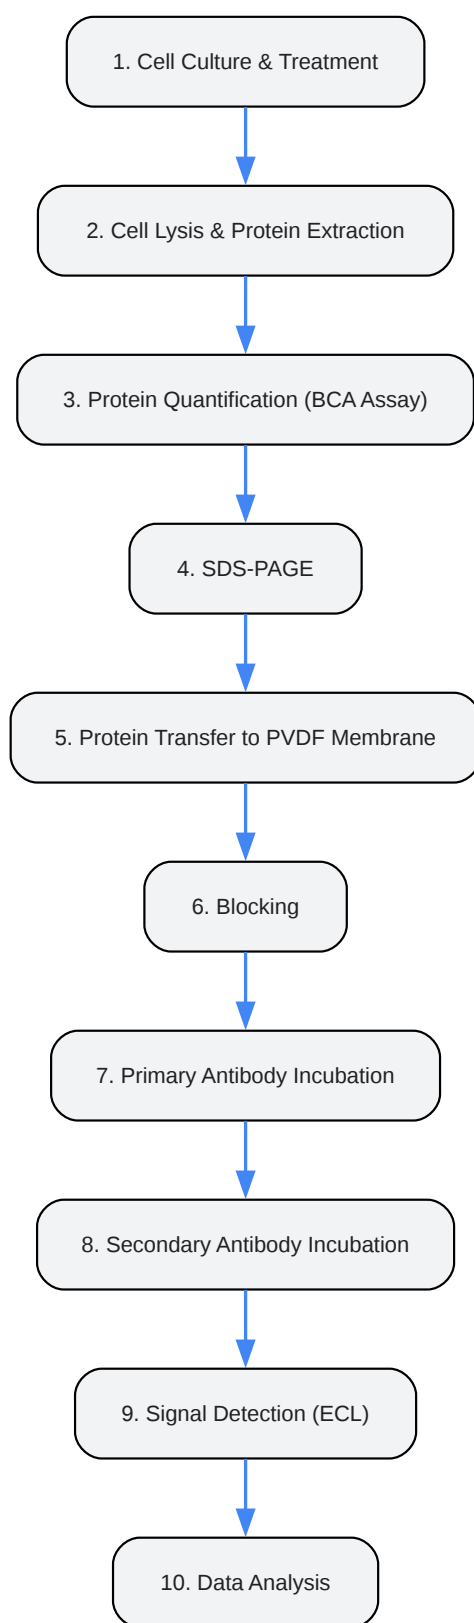 1. Cell Culture & Treatment
2. Cell Lysis & Protein Extraction
3. Protein Quantification (BCA Assay)
4. SDS-PAGE
5. Protein Transfer to PVDF Membrane
6. Blocking
7. Primary Antibody Incubation
8. Secondary Antibody Incubation
9. Signal Detection (ECL)
10. Data Analysis